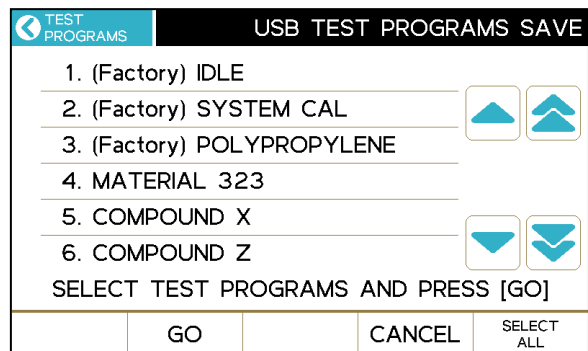 TEST
PROGRAMS
USB TEST PROGRAMS SAVE
1. (Factory) IDLE
2. (Factory) SYSTEM CAL
3. (Factory) POLYPROPYLENE
4. MATERIAL 323
5. COMPOUND X
6. COMPOUND Z
SELECT TEST PROGRAMS AND PRESS [GO]
GO
CANCEL
SELECT
ALL